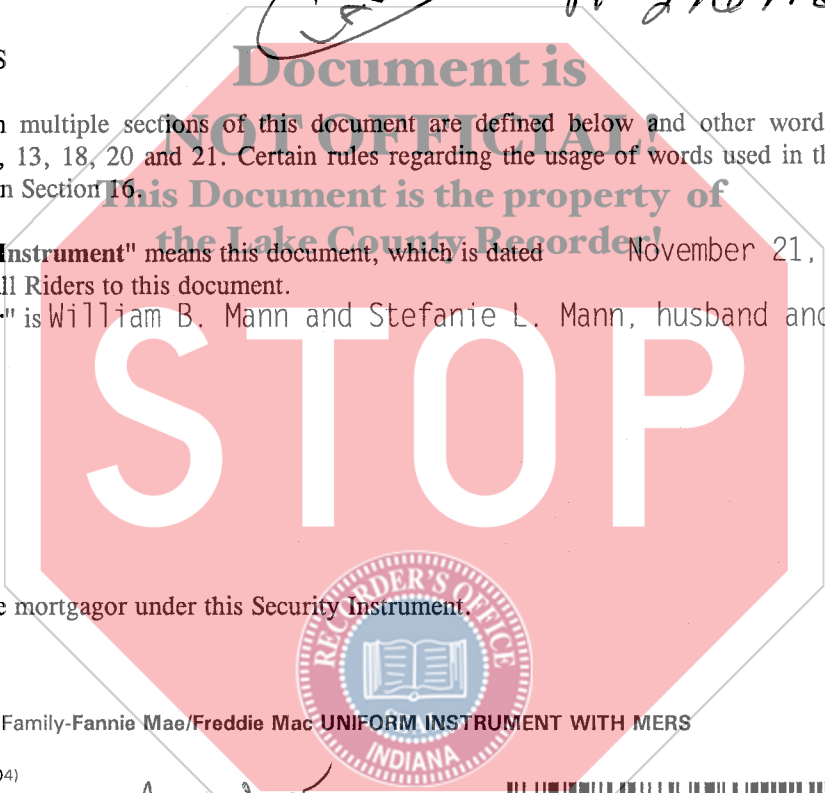 S
Document is
multiple sections of this document are defined below and other word
NOT OFFICIAL!
, 13, 18, 20 and 21. Certain rules regarding the usage of words used in th
n Section 16.
This Document is the property of
the Lake County Recorder!
Instrument" means this document, which is dated November 21,
ll Riders to this document.
" is William B. Mann and Stefanie L. Mann, husband and
STOP
e mortgagor under this Security Instrument.
RECORDER'S OFFICE
SEAL
INDIANA
Family-Fannie Mae/Freddie Mac UNIFORM INSTRUMENT WITH MERS
04)